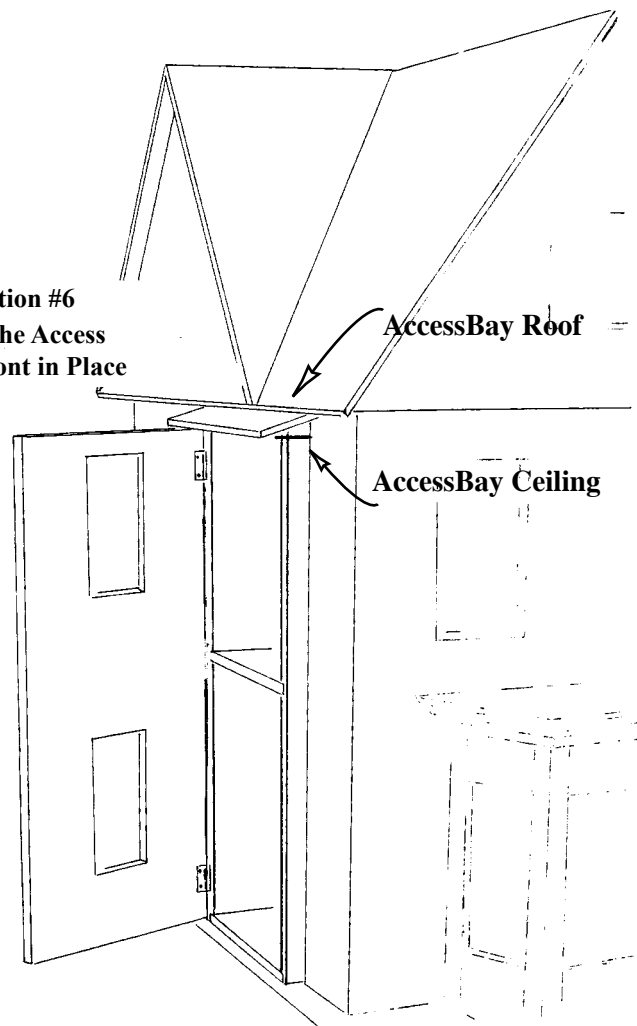 tion #6
he Access
ont in Place
AccessBay Roof
AccessBay Ceiling